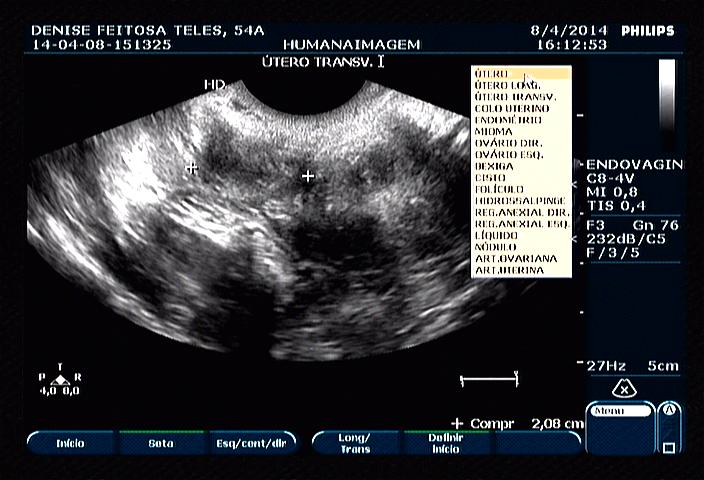 DENISE FEITOSA TELES, 54A
14-04-08-151325
HUMANAIMAGEM
8/4/2014
16:12:53
PHILIPS
ÚTERO TRANSV.
HD
ÚTERO
ÚTERO LONG.
ÚTERO TRANSV.
COLO UTERINO
ENDOMÉTRIO
MIOMA
OVÁRIO DIR.
OVÁRIO ESQ.
BEXIGA
CISTO
FOLÍCULO
HIDROSSALPINGE
REG.ANEXIAL DIR.
REG.ANEXIAL ESQ.
LÍQUIDO
NÓDULO
ART.OVARIANA
ART.UTERINA
ENDOVAGIN
C8-4V
MI 0,8
TIS 0,4
F3 Gn 76
232dB/C5
F/3/5
27Hz 5cm
T
P R
4,0 0,0
+ Compr 2,08 cm
Menu
A
Início
Seta
Esq/cent/dir
Long/
Trans
Definir
Início